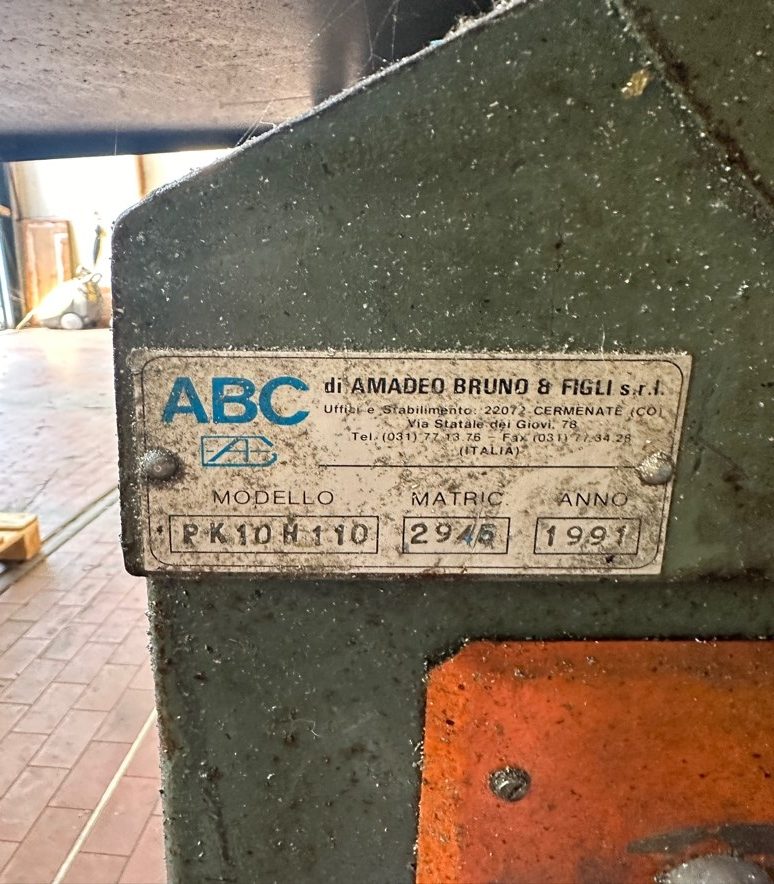 ABC di AMADEO BRUNO & FIGLI s.r.l.
Uffici e Stabilimento: 22072 CERMENATE (CO)
Via Statale dei Giovi, 78
Tel. (031) 77.13.76 - Fax (031) 77.34.28
(ITALIA)
MODELLO MATRIC ANNO
PK10H110 2945 1991